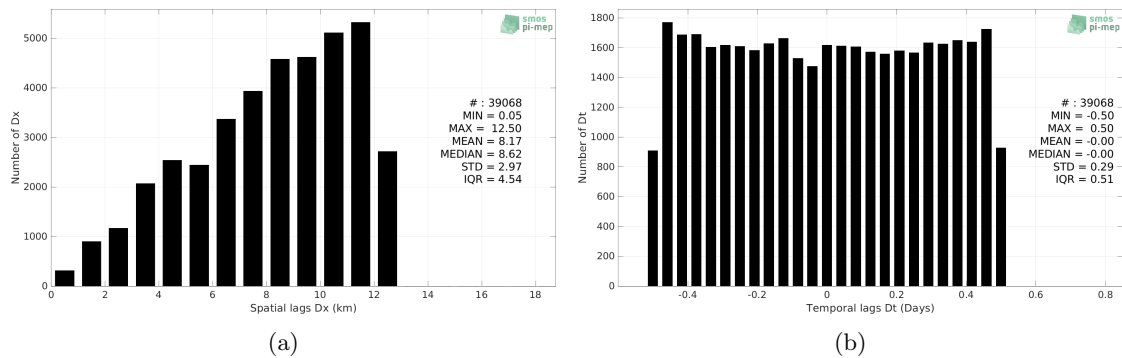 smos
pi-mep
5000
4000
3000
2000
1000
0
Number of Dx
# : 39068
MIN = 0.05
MAX = 12.50
MEAN = 8.17
MEDIAN = 8.62
STD = 2.97
IQR = 4.54
0 2 4 6 8 10 12 14 16 18
Spatial lags Dx (km)
(a)
smos
pi-mep
1800
1600
1400
1200
1000
800
600
400
200
0
Number of Dt
# : 39068
MIN = -0.50
MAX = 0.50
MEAN = -0.00
MEDIAN = -0.00
STD = 0.29
IQR = 0.51
-0.4 -0.2 0 0.2 0.4 0.6 0.8
Temporal lags Dt (Days)
(b)